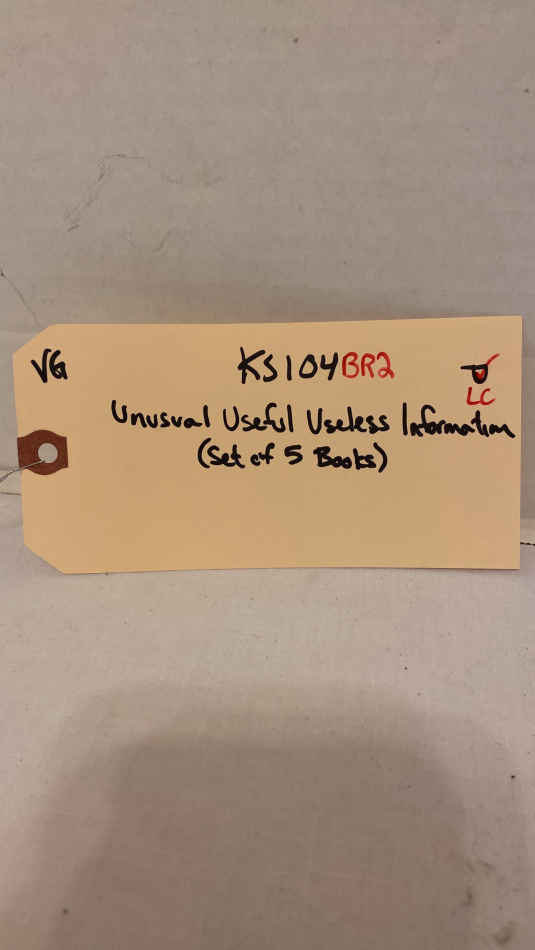 VG KS104BR2
LC
Unusual Useful Useless Information
(Set of 5 Books)